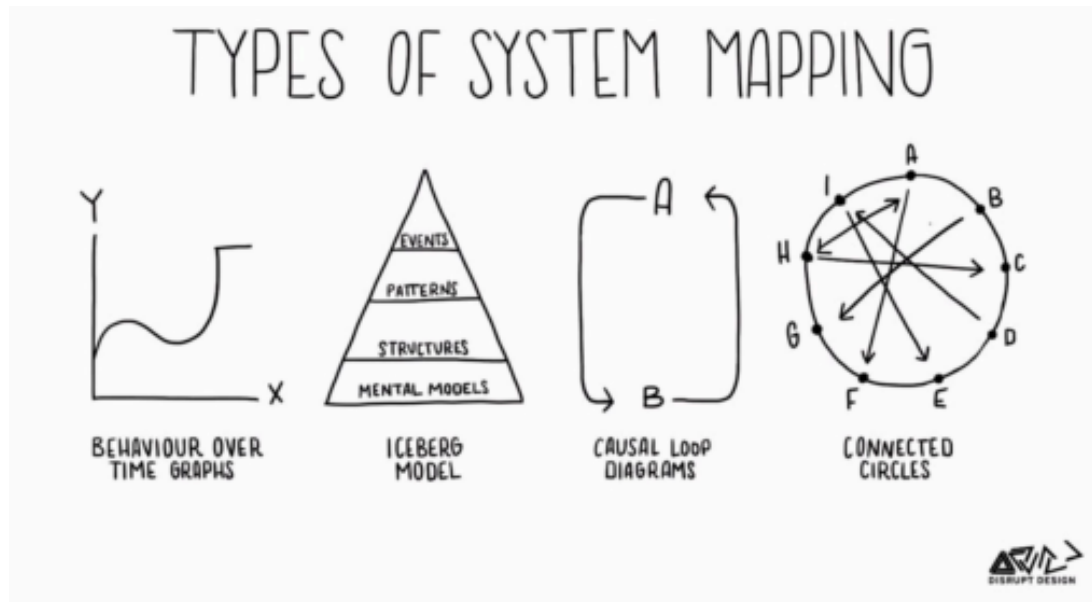 TYPES OF SYSTEM MAPPING
Y
X
BEHAVIOUR OVER
TIME GRAPHS
EVENTS
PATTERNS
STRUCTURES
MENTAL MODELS
ICEBERG
MODEL
A
B
CAUSAL LOOP
DIAGRAMS
A
B
C
D
E
F
G
H
I
CONNECTED
CIRCLES
DISRUPT DESIGN